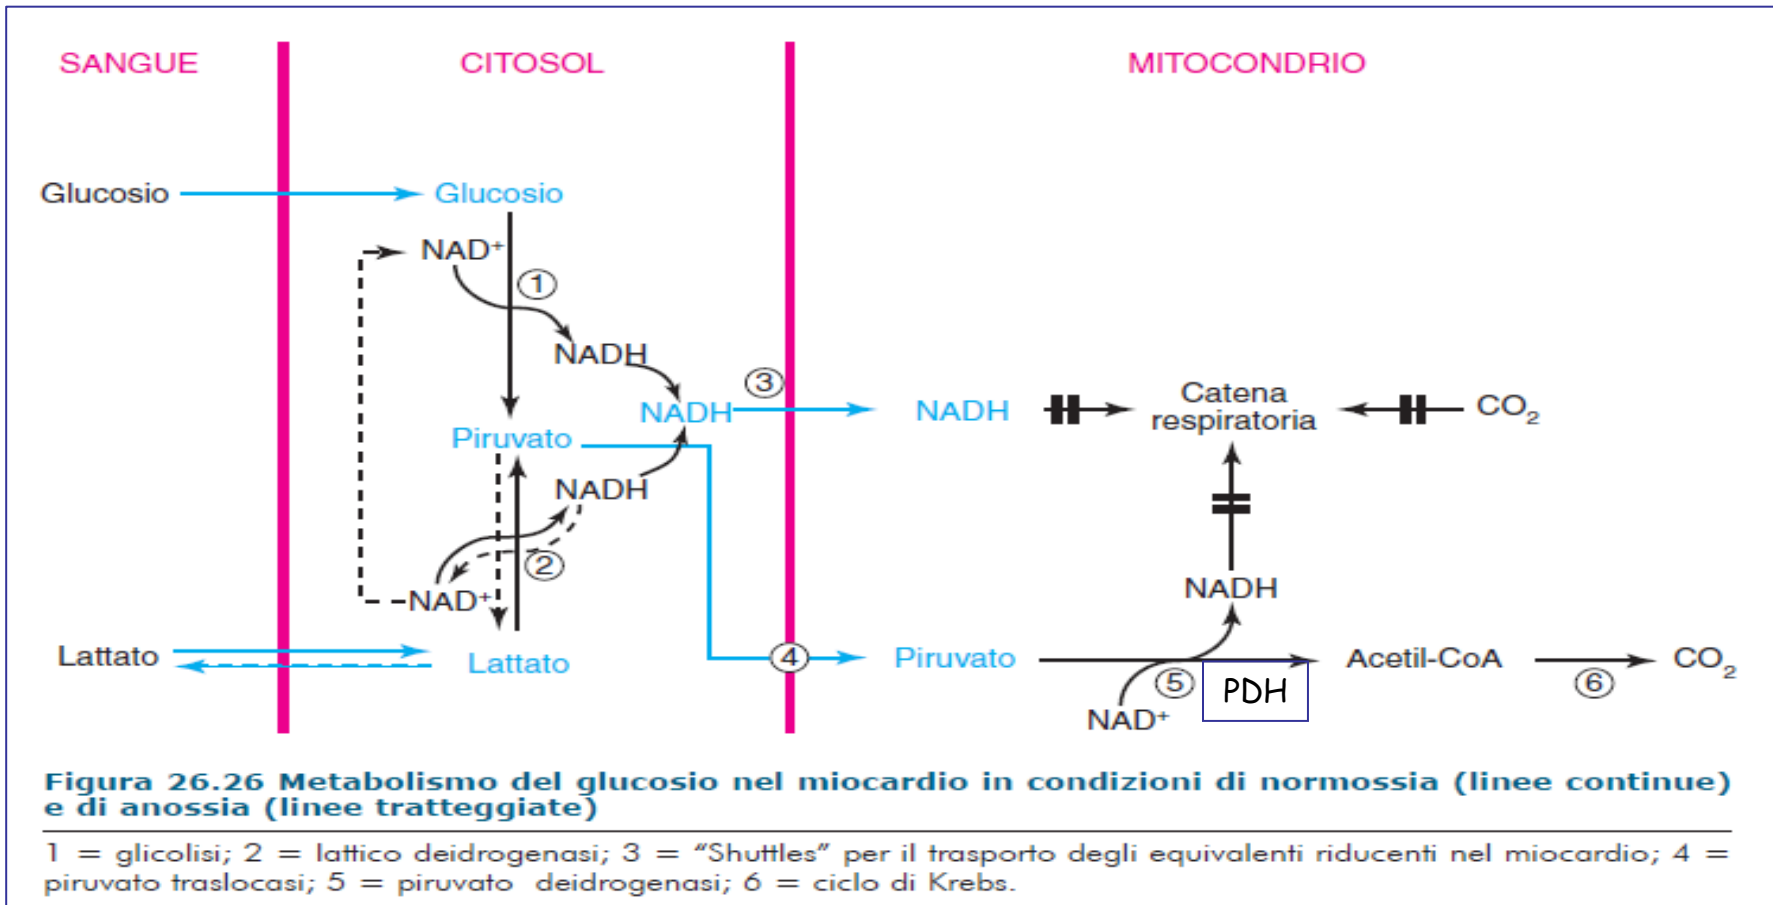 SANGUE
CITOSOL
MITOCONDRIO
Glucosio
Glucosio
NAD⁺
1
NADH
3
NADH
NADH
Catena
respiratoria
CO₂
Piruvato
NADH
2
NAD⁺
NADH
Lattato
Lattato
4
Piruvato
5
PDH
NAD⁺
Acetil-CoA
6
CO₂
Figura 26.26 Metabolismo del glucosio nel miocardio in condizioni di normossia (linee continue)
e di anossia (linee tratteggiate)
1 = glicolisi; 2 = lattico deidrogenasi; 3 = “Shuttles” per il trasporto degli equivalenti riducenti nel miocardio; 4 =
piruvato traslocasi; 5 = piruvato deidrogenasi; 6 = ciclo di Krebs.